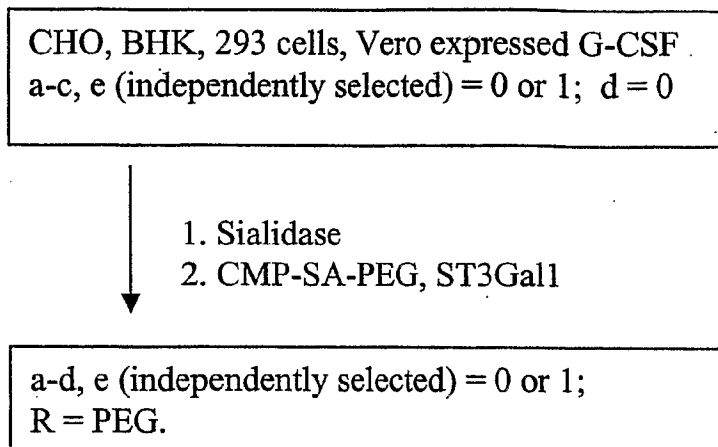 CHO, BHK, 293 cells, Vero expressed G-CSF
a-c, e (independently selected) = 0 or 1; d = 0
1. Sialidase
2. CMP-SA-PEG, ST3Gal1
a-d, e (independently selected) = 0 or 1;
R = PEG.